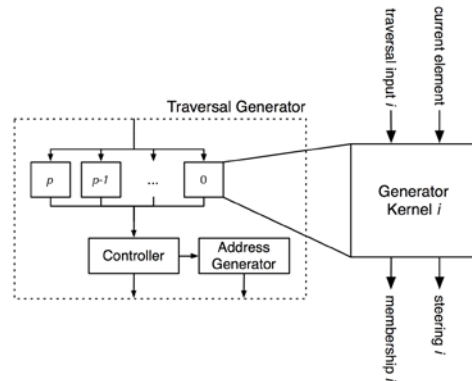 traversal input i
current element
Traversal Generator
p
p-1
...
0
Generator
Kernel i
Controller
Address
Generator
membership i
steering i